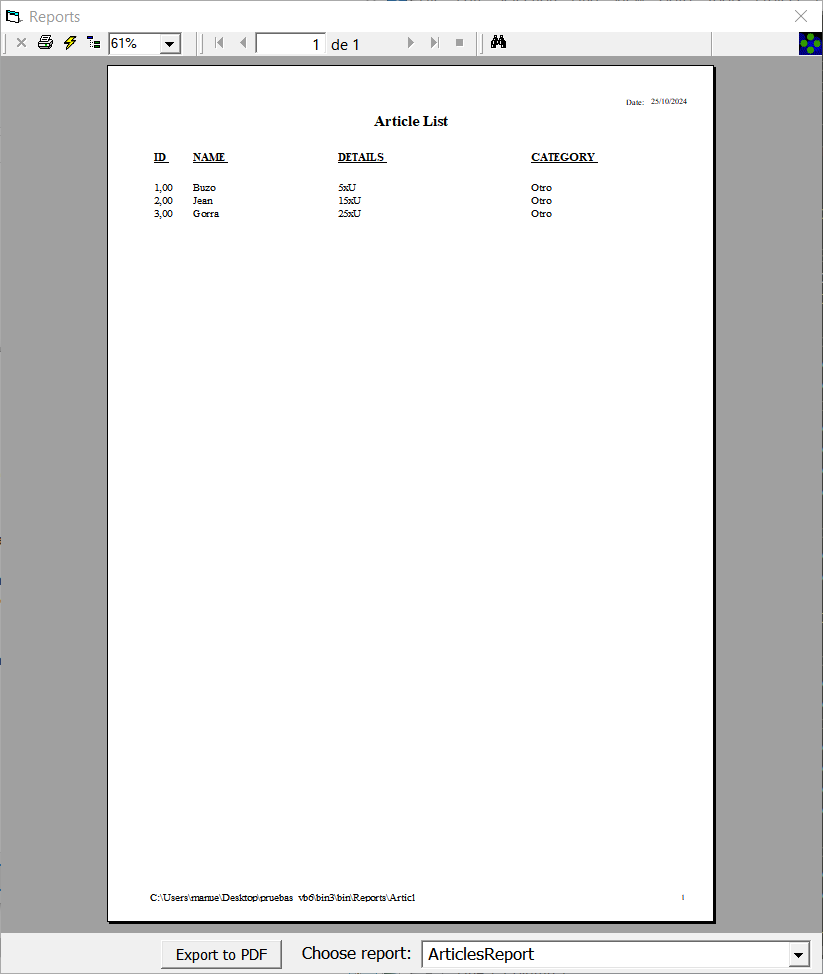 Reports
61%
1 de 1
Date: 25/10/2024
Article List
ID NAME DETAILS CATEGORY
1,00 Buzo 5xU Otro
2,00 Jean 15xU Otro
3,00 Gorra 25xU Otro
C:\Users\manue\Desktop\pruebas_vb6\bin3\bin\Reports\Artic1
1
Export to PDF Choose report: ArticlesReport